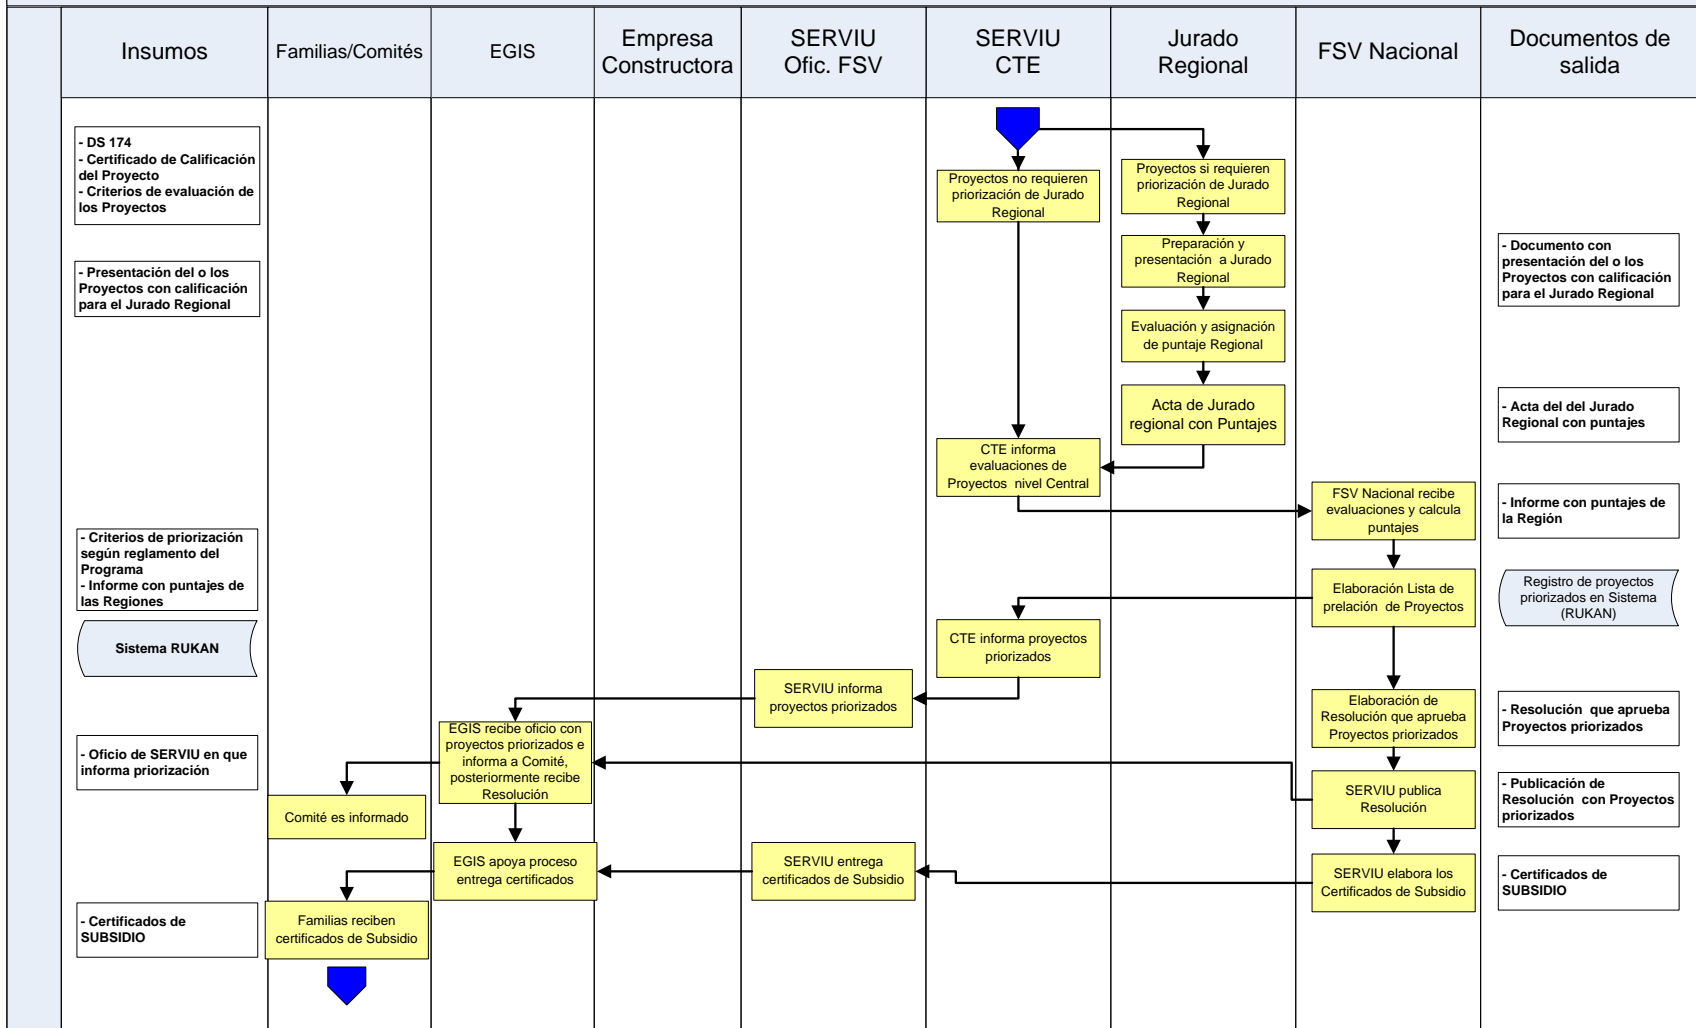 Insumos
Familias/Comités
EGIS
Empresa
Constructora
SERVIU
Ofic. FSV
SERVIU
CTE
Jurado
Regional
FSV Nacional
Documentos de
salida
- DS 174
- Certificado de Calificación
del Proyecto
- Criterios de evaluación de
los Proyectos
Proyectos no requieren
priorización de Jurado
Regional
Proyectos si requieren
priorización de Jurado
Regional
- Presentación del o los
Proyectos con calificación
para el Jurado Regional
Preparación y
presentación a Jurado
Regional
- Documento con
presentación del o los
Proyectos con calificación
para el Jurado Regional
Evaluación y asignación
de puntaje Regional
Acta de Jurado
regional con Puntajes
- Acta del del Jurado
Regional con puntajes
CTE informa
evaluaciones de
Proyectos nivel Central
FSV Nacional recibe
evaluaciones y calcula
puntajes
- Informe con puntajes de
la Región
- Criterios de priorización
según reglamento del
Programa
- Informe con puntajes de
las Regiones
Elaboración Lista de
prelación de Proyectos
Registro de proyectos
priorizados en Sistema
(RUKAN)
Sistema RUKAN
CTE informa proyectos
priorizados
SERVIU informa
proyectos priorizados
Elaboración de
Resolución que aprueba
Proyectos priorizados
- Resolución que aprueba
Proyectos priorizados
- Oficio de SERVIU en que
informa priorización
EGIS recibe oficio con
proyectos priorizados e
informa a Comité,
posteriormente recibe
Resolución
SERVIU publica
Resolución
- Publicación de
Resolución con Proyectos
priorizados
Comité es informado
EGIS apoya proceso
entrega certificados
SERVIU entrega
certificados de Subsidio
SERVIU elabora los
Certificados de Subsidio
- Certificados de
SUBSIDIO
- Certificados de
SUBSIDIO
Familias reciben
certificados de Subsidio